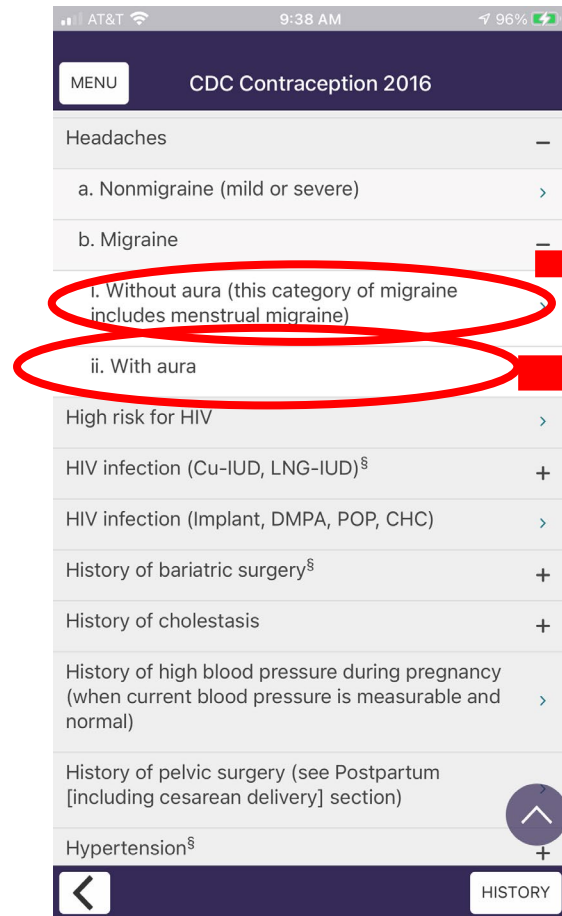 AT&T 9:38 AM 96%
MENU CDC Contraception 2016
Headaches
a. Nonmigraine (mild or severe)
b. Migraine
i. Without aura (this category of migraine
includes menstrual migraine)
ii. With aura
High risk for HIV
HIV infection (Cu-IUD, LNG-IUD)§
HIV infection (Implant, DMPA, POP, CHC)
History of bariatric surgery§
History of cholestasis
History of high blood pressure during pregnancy
(when current blood pressure is measurable and
normal)
History of pelvic surgery (see Postpartum
[including cesarean delivery] section)
Hypertension§
HISTORY